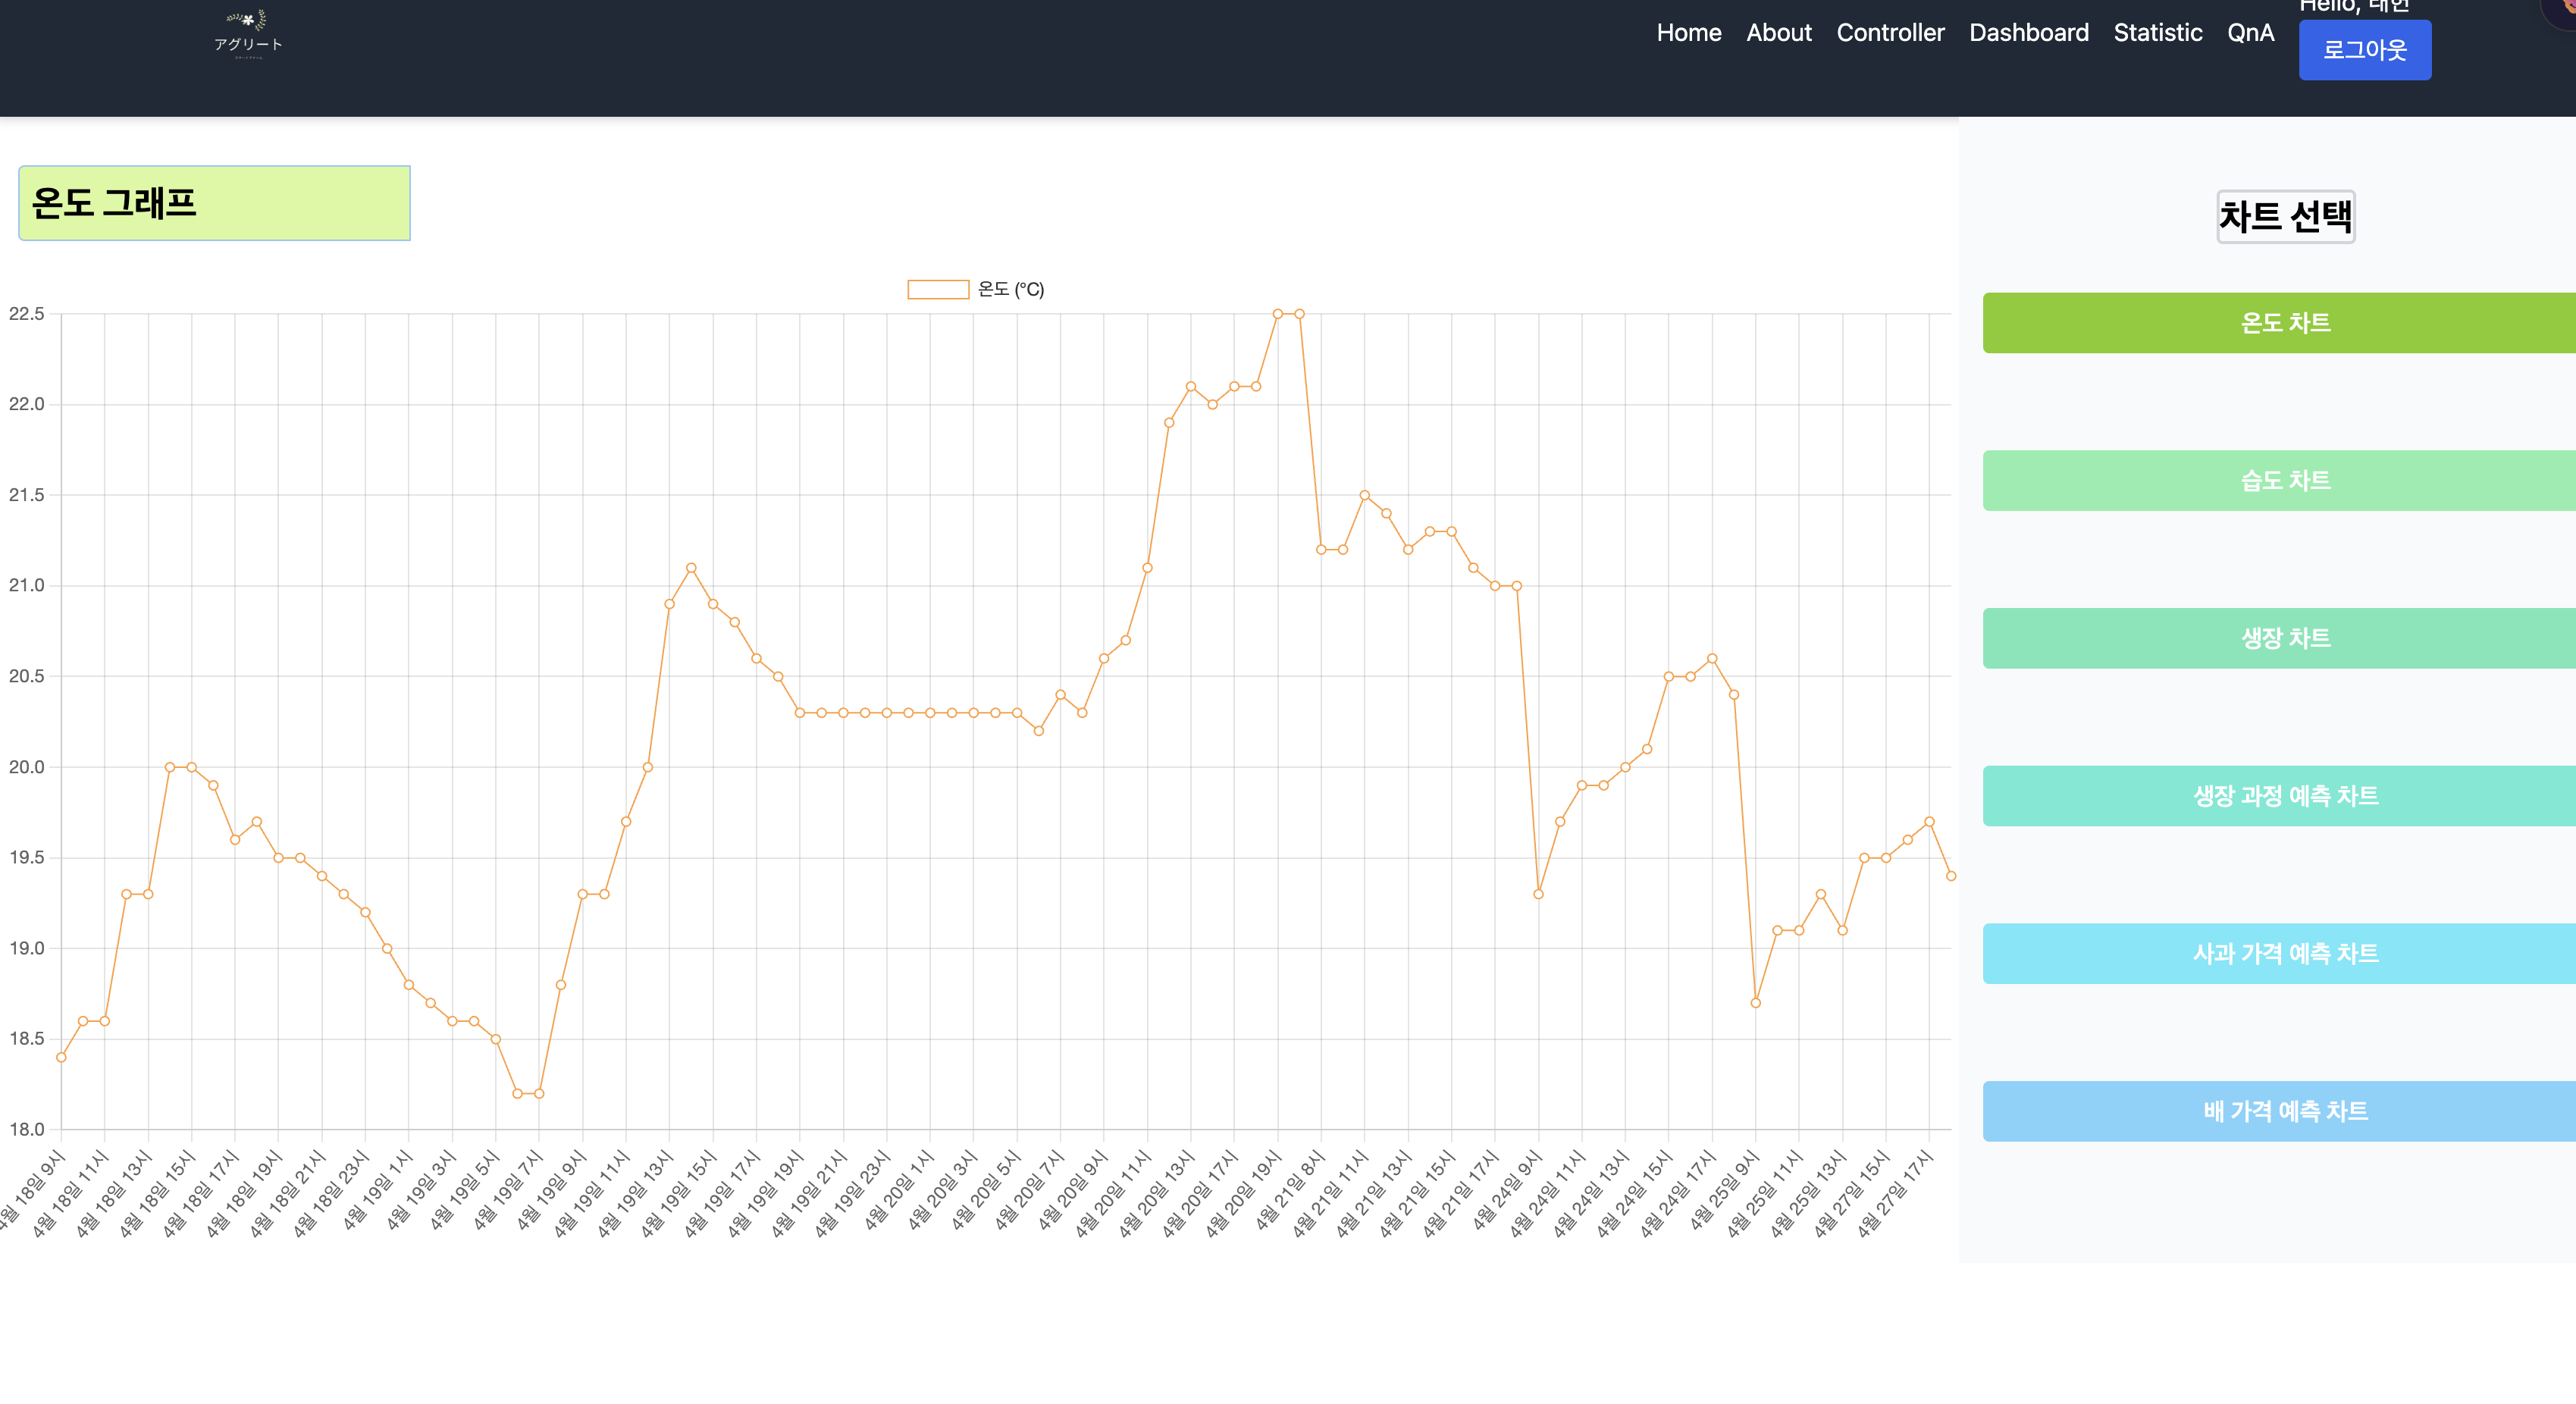 アグリート
Home About Controller Dashboard Statistic QnA
Hello, 태헌
로그아웃
온도 그래프
온도 (°C)
22.5
22.0
21.5
21.0
20.5
20.0
19.5
19.0
18.5
18.0
4월 18일 9시
4월 18일 11시
4월 18일 13시
4월 18일 15시
4월 18일 17시
4월 18일 19시
4월 18일 21시
4월 18일 23시
4월 19일 1시
4월 19일 3시
4월 19일 5시
4월 19일 7시
4월 19일 9시
4월 19일 11시
4월 19일 13시
4월 19일 15시
4월 19일 17시
4월 19일 19시
4월 19일 21시
4월 19일 23시
4월 20일 1시
4월 20일 3시
4월 20일 5시
4월 20일 7시
4월 20일 9시
4월 20일 11시
4월 20일 13시
4월 20일 17시
4월 20일 19시
4월 21일 8시
4월 21일 11시
4월 21일 13시
4월 21일 15시
4월 21일 17시
4월 24일 9시
4월 24일 11시
4월 24일 13시
4월 24일 15시
4월 24일 17시
4월 25일 9시
4월 25일 11시
4월 25일 13시
4월 27일 15시
4월 27일 17시
차트 선택
온도 차트
습도 차트
생장 차트
생장 과정 예측 차트
사과 가격 예측 차트
배 가격 예측 차트